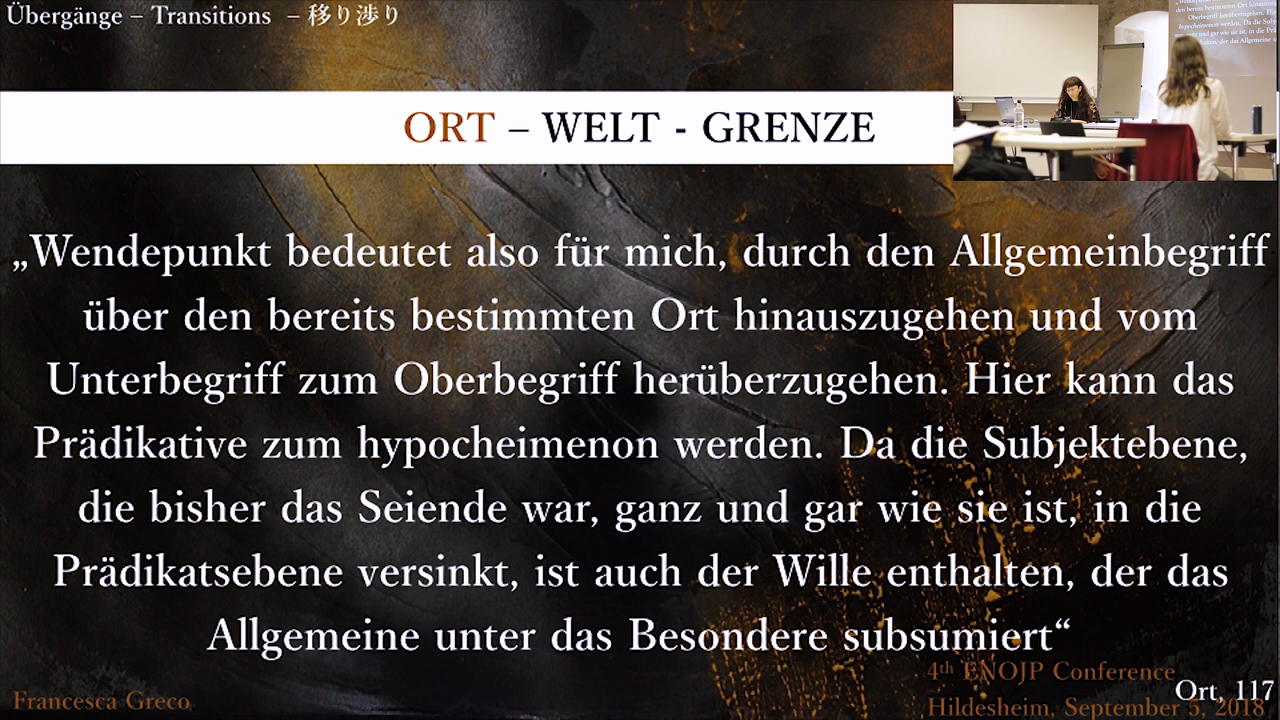 Übergänge – Transitions – 移り渉り
ORT – WELT - GRENZE
„Wendepunkt bedeutet also für mich, durch den Allgemeinbegriff
über den bereits bestimmten Ort hinauszugehen und vom
Unterbegriff zum Oberbegriff herüberzugehen. Hier kann das
Prädikative zum hypocheimenon werden. Da die Subjektebene,
die bisher das Seiende war, ganz und gar wie sie ist, in die
Prädikatsebene versinkt, ist auch der Wille enthalten, der das
Allgemeine unter das Besondere subsumiert“
4th ENOJP Conference
Ort, 117
Francesca Greco
Hildesheim, September 5, 2018